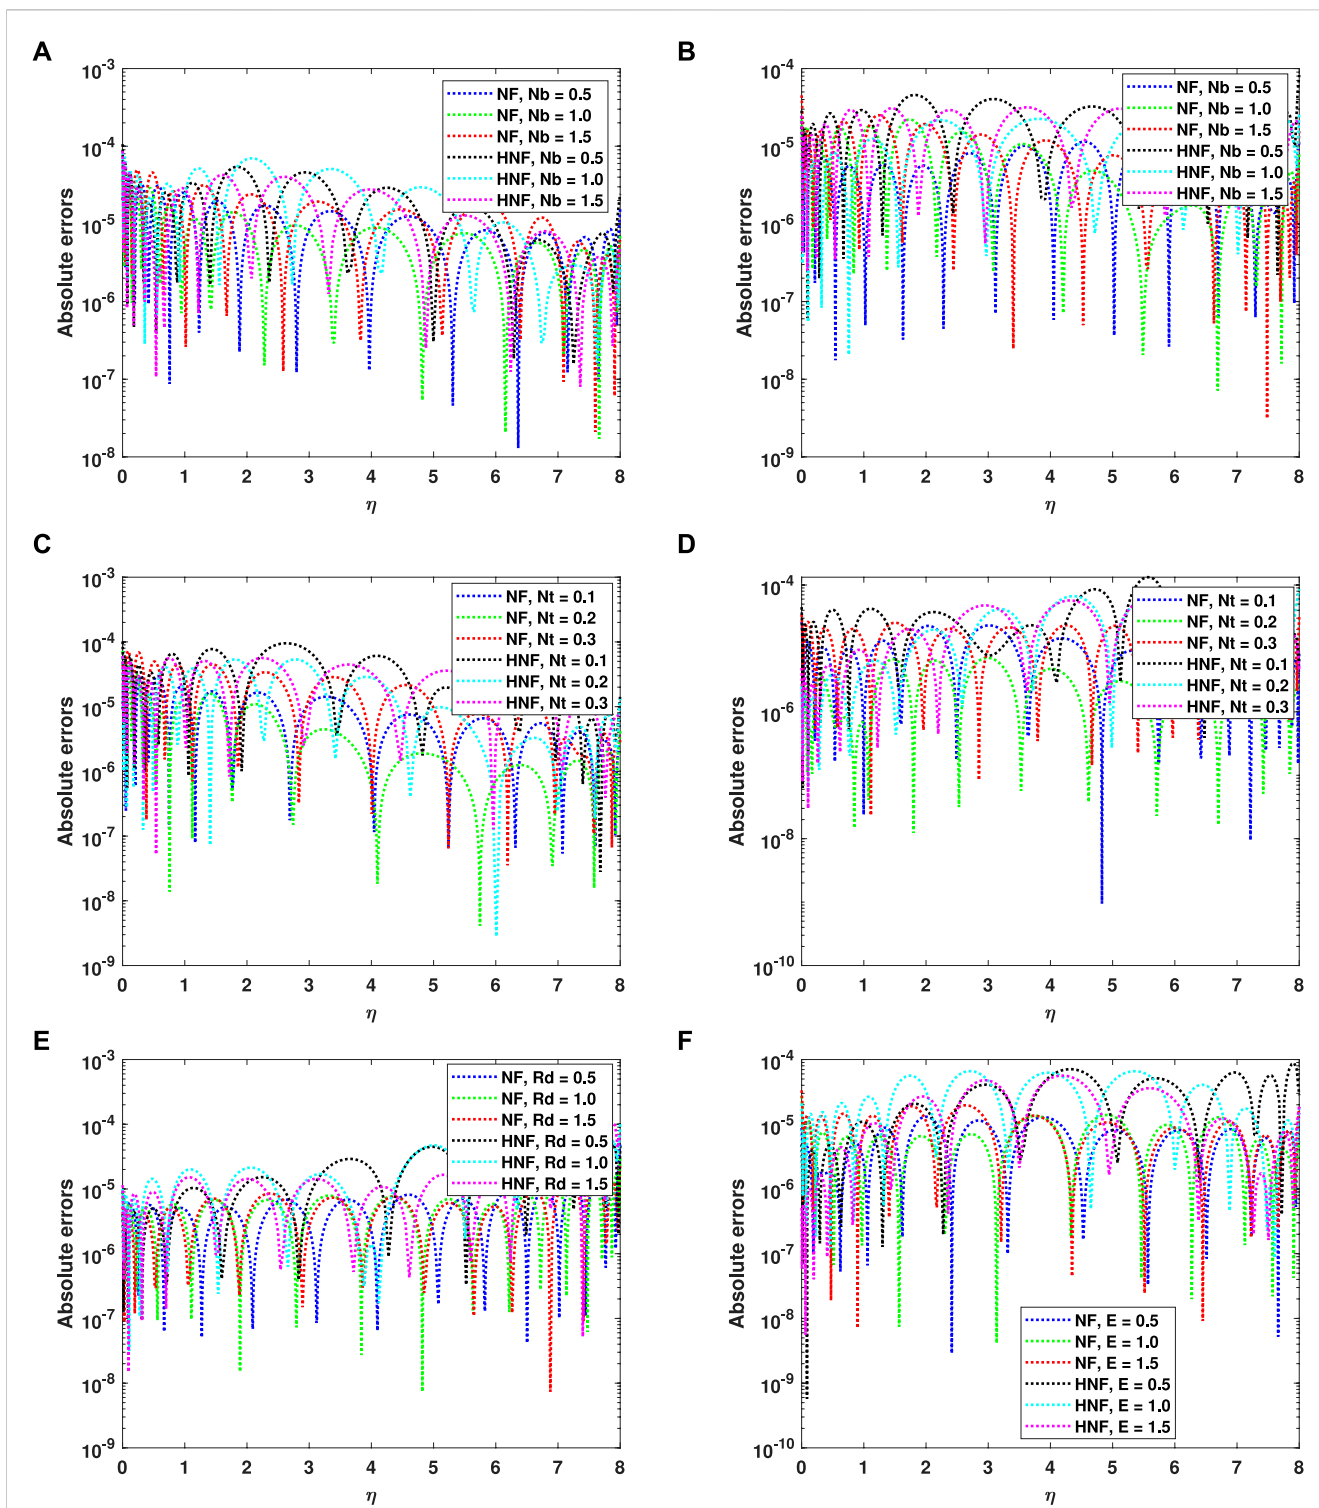 A
10^-3
10^-4
10^-5
10^-6
10^-7
10^-8
Absolute errors
NF, Nb = 0.5
NF, Nb = 1.0
NF, Nb = 1.5
HNF, Nb = 0.5
HNF, Nb = 1.0
HNF, Nb = 1.5
0 1 2 3 4 5 6 7 8
η
B
10^-4
10^-5
10^-6
10^-7
10^-8
10^-9
Absolute errors
NF, Nb = 0.5
NF, Nb = 1.0
NF, Nb = 1.5
HNF, Nb = 0.5
HNF, Nb = 1.0
HNF, Nb = 1.5
0 1 2 3 4 5 6 7 8
η
C
10^-3
10^-4
10^-5
10^-6
10^-7
10^-8
10^-9
Absolute errors
NF, Nt = 0.1
NF, Nt = 0.2
NF, Nt = 0.3
HNF, Nt = 0.1
HNF, Nt = 0.2
HNF, Nt = 0.3
0 1 2 3 4 5 6 7 8
η
D
10^-4
10^-6
10^-8
10^-10
Absolute errors
NF, Nt = 0.1
NF, Nt = 0.2
NF, Nt = 0.3
HNF, Nt = 0.1
HNF, Nt = 0.2
HNF, Nt = 0.3
0 1 2 3 4 5 6 7 8
η
E
10^-3
10^-4
10^-5
10^-6
10^-7
10^-8
10^-9
Absolute errors
NF, Rd = 0.5
NF, Rd = 1.0
NF, Rd = 1.5
HNF, Rd = 0.5
HNF, Rd = 1.0
HNF, Rd = 1.5
0 1 2 3 4 5 6 7 8
η
F
10^-4
10^-5
10^-6
10^-7
10^-8
10^-9
10^-10
Absolute errors
NF, E = 0.5
NF, E = 1.0
NF, E = 1.5
HNF, E = 0.5
HNF, E = 1.0
HNF, E = 1.5
0 1 2 3 4 5 6 7 8
η